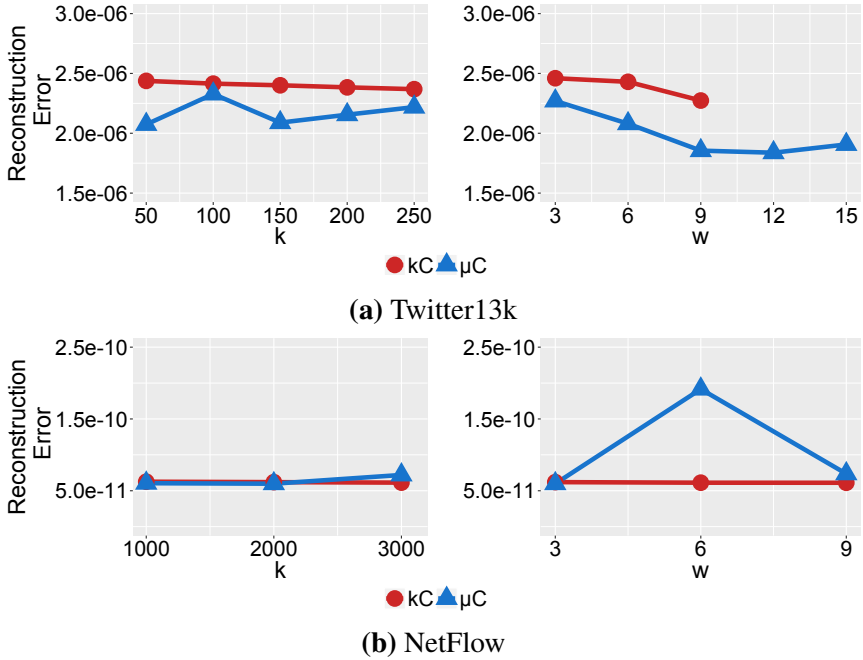 3.0e-06
2.5e-06
2.0e-06
1.5e-06
Reconstruction
Error
50 100 150 200 250
k
3.0e-06
2.5e-06
2.0e-06
1.5e-06
3 6 9 12 15
w
kC µC
(a) Twitter13k
2.5e-10
1.5e-10
5.0e-11
Reconstruction
Error
1000 2000 3000
k
2.5e-10
1.5e-10
5.0e-11
3 6 9
w
kC µC
(b) NetFlow